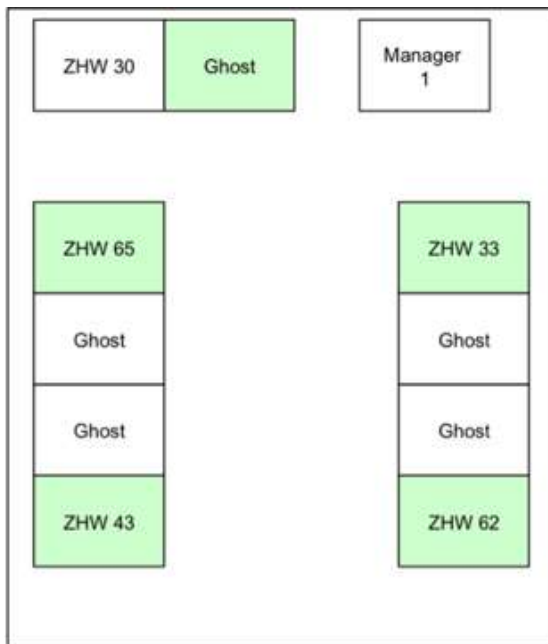 ZHW 30
Ghost
Manager
1
ZHW 65
ZHW 33
Ghost
Ghost
Ghost
Ghost
ZHW 43
ZHW 62